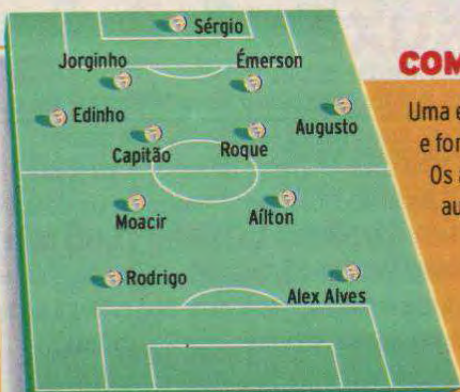 Sérgio
Jorginho
Émerson
Edinho
Augusto
Capitão
Roque
Moacir
Aílton
Rodrigo
Alex Alves
COM
Uma e
e for
Os a
au